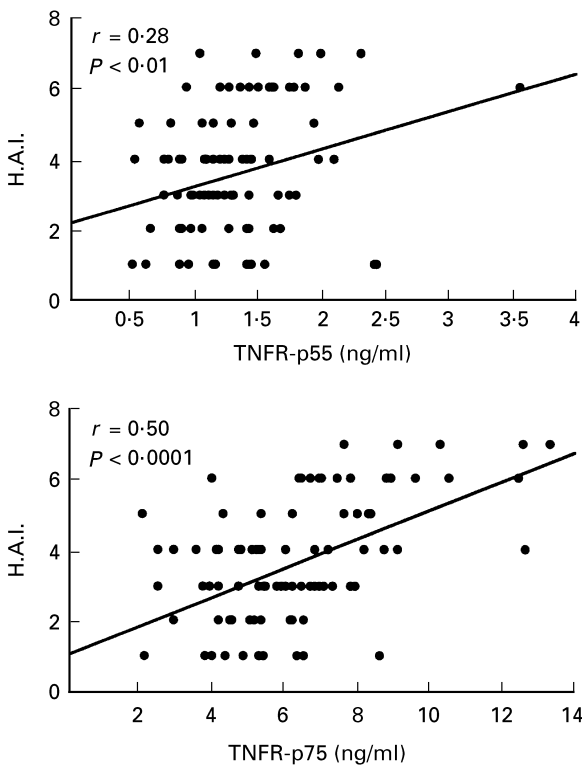 8
r = 0·28
P < 0·01
6
H.A.I.
4
2
0
0·5 1 1·5 2 2·5 3 3·5 4
TNFR-p55 (ng/ml)
8
r = 0·50
P < 0·0001
6
H.A.I.
4
2
0
2 4 6 8 10 12 14
TNFR-p75 (ng/ml)